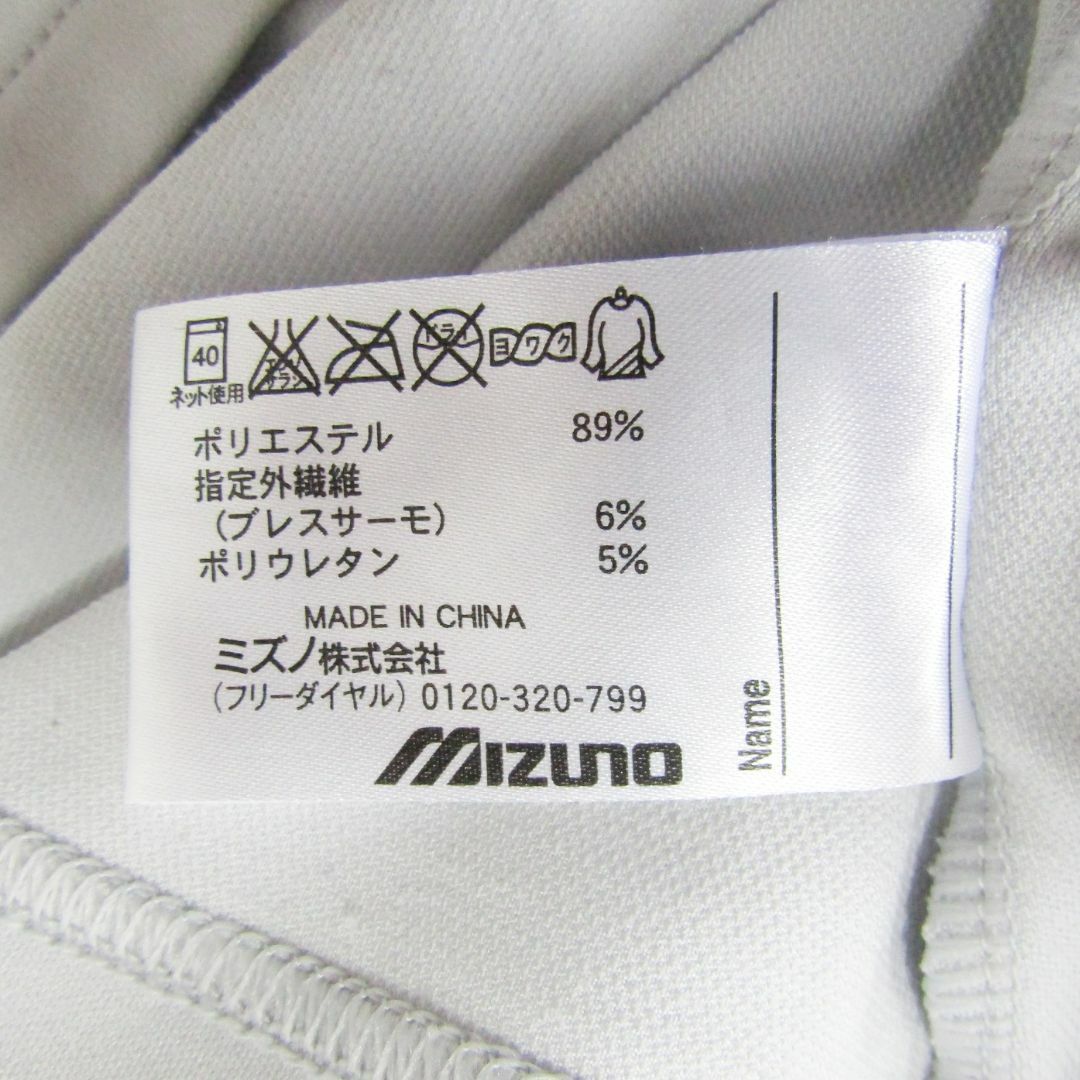 40
ネット使用
エンソ
サラシ
ドライ
ヨワク
ポリエステル 89%
指定外繊維
(ブレスサーモ) 6%
ポリウレタン 5%
MADE IN CHINA
ミズノ株式会社
(フリーダイヤル) 0120-320-799
MIZUNO
Name